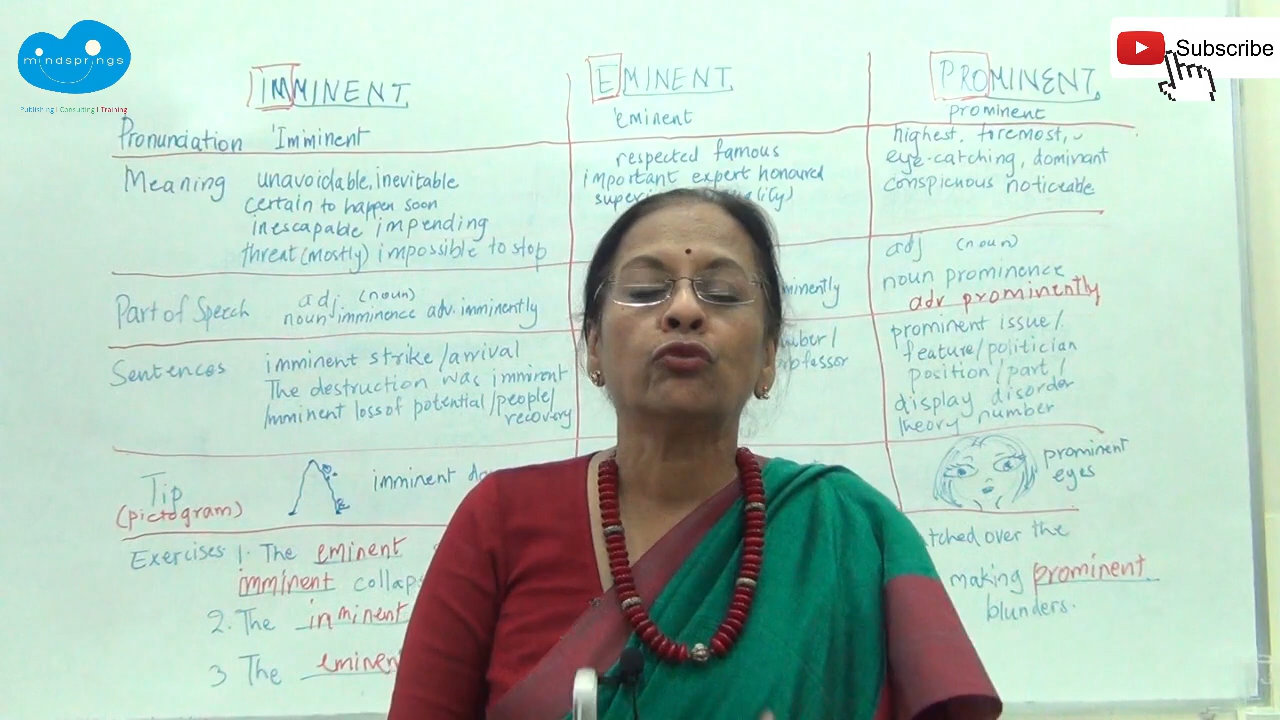 mindsprings
Publishing | Consulting | Training
Subscribe
IMMINENT EMINENT PROMINENT
Pronunciation 'Imminent 'eminent prominent
Meaning
unavoidable, inevitable
certain to happen soon
inescapable impending
threat (mostly) impossible to stop
respected famous
important expert honoured
highest, foremost,
eye-catching, dominant
conspicuous noticeable
Part of Speech
adj. (noun)
noun imminence adv. imminently
adj (noun)
noun prominence
adv prominently
Sentences
imminent strike/arrival
The destruction was imminent
Imminent loss of potential/people/
recovery
professor
prominent issue/
feature/politician
position/part/
display disorder
theory number
Tip
(pictogram)
imminent
prominent
eyes
Exercises 1. The eminent
imminent
over the
2. The inminent
making prominent
blunders.
3 The